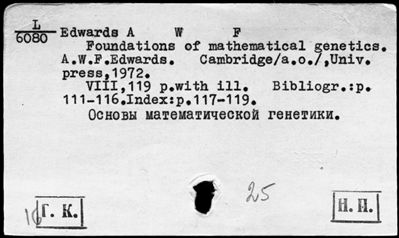 L
6080
Edwards A W F
Foundations of mathematical genetics.
A.W.F.Edwards. Cambridge/a.o./,Univ.
press,1972.
VIII,119 p.with ill. Bibliogr.:p.
111-116.Index:p.117-119.
Основы математической генетики.
16
Г. К.
25
Н. П.